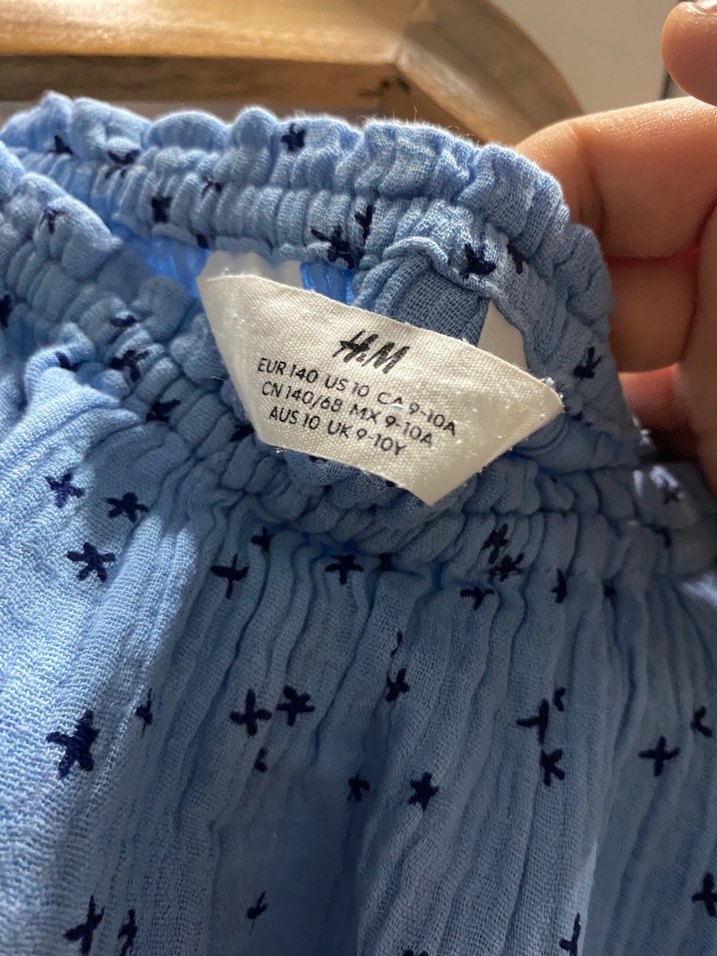 H&M
EUR 140 US 10 CA 9-10A
CN 140/68 MX 9-10A
AUS 10 UK 9-10Y